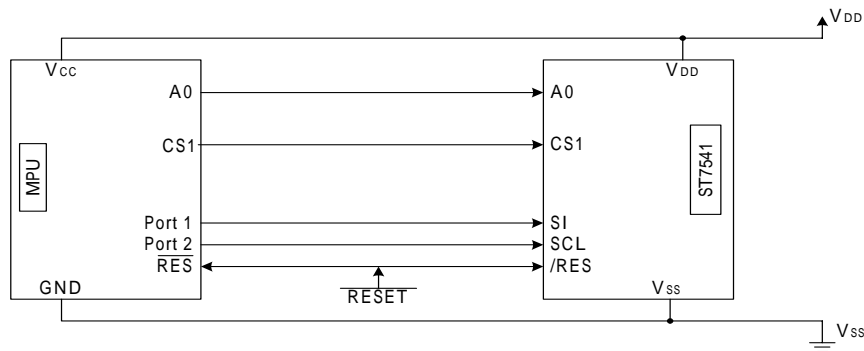 VDD
VCC
VDD
A0
A0
CS1
CS1
MPU
ST7541
Port 1
SI
Port 2
SCL
RES
/RES
RESET
GND
VSS
VSS